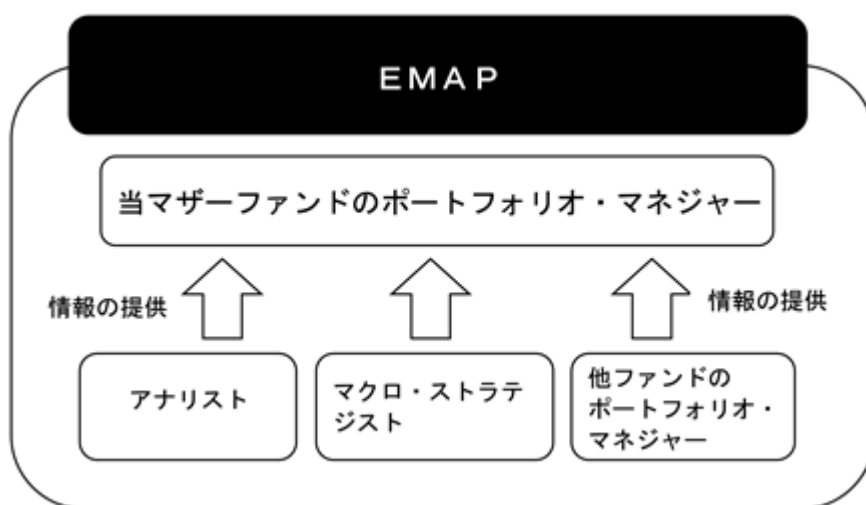 EMAP
当マザーファンドのポートフォリオ・マネジャー
情報の提供
情報の提供
アナリスト
マクロ・ストラテ
ジスト
他ファンドの
ポートフォリオ・
マネジャー